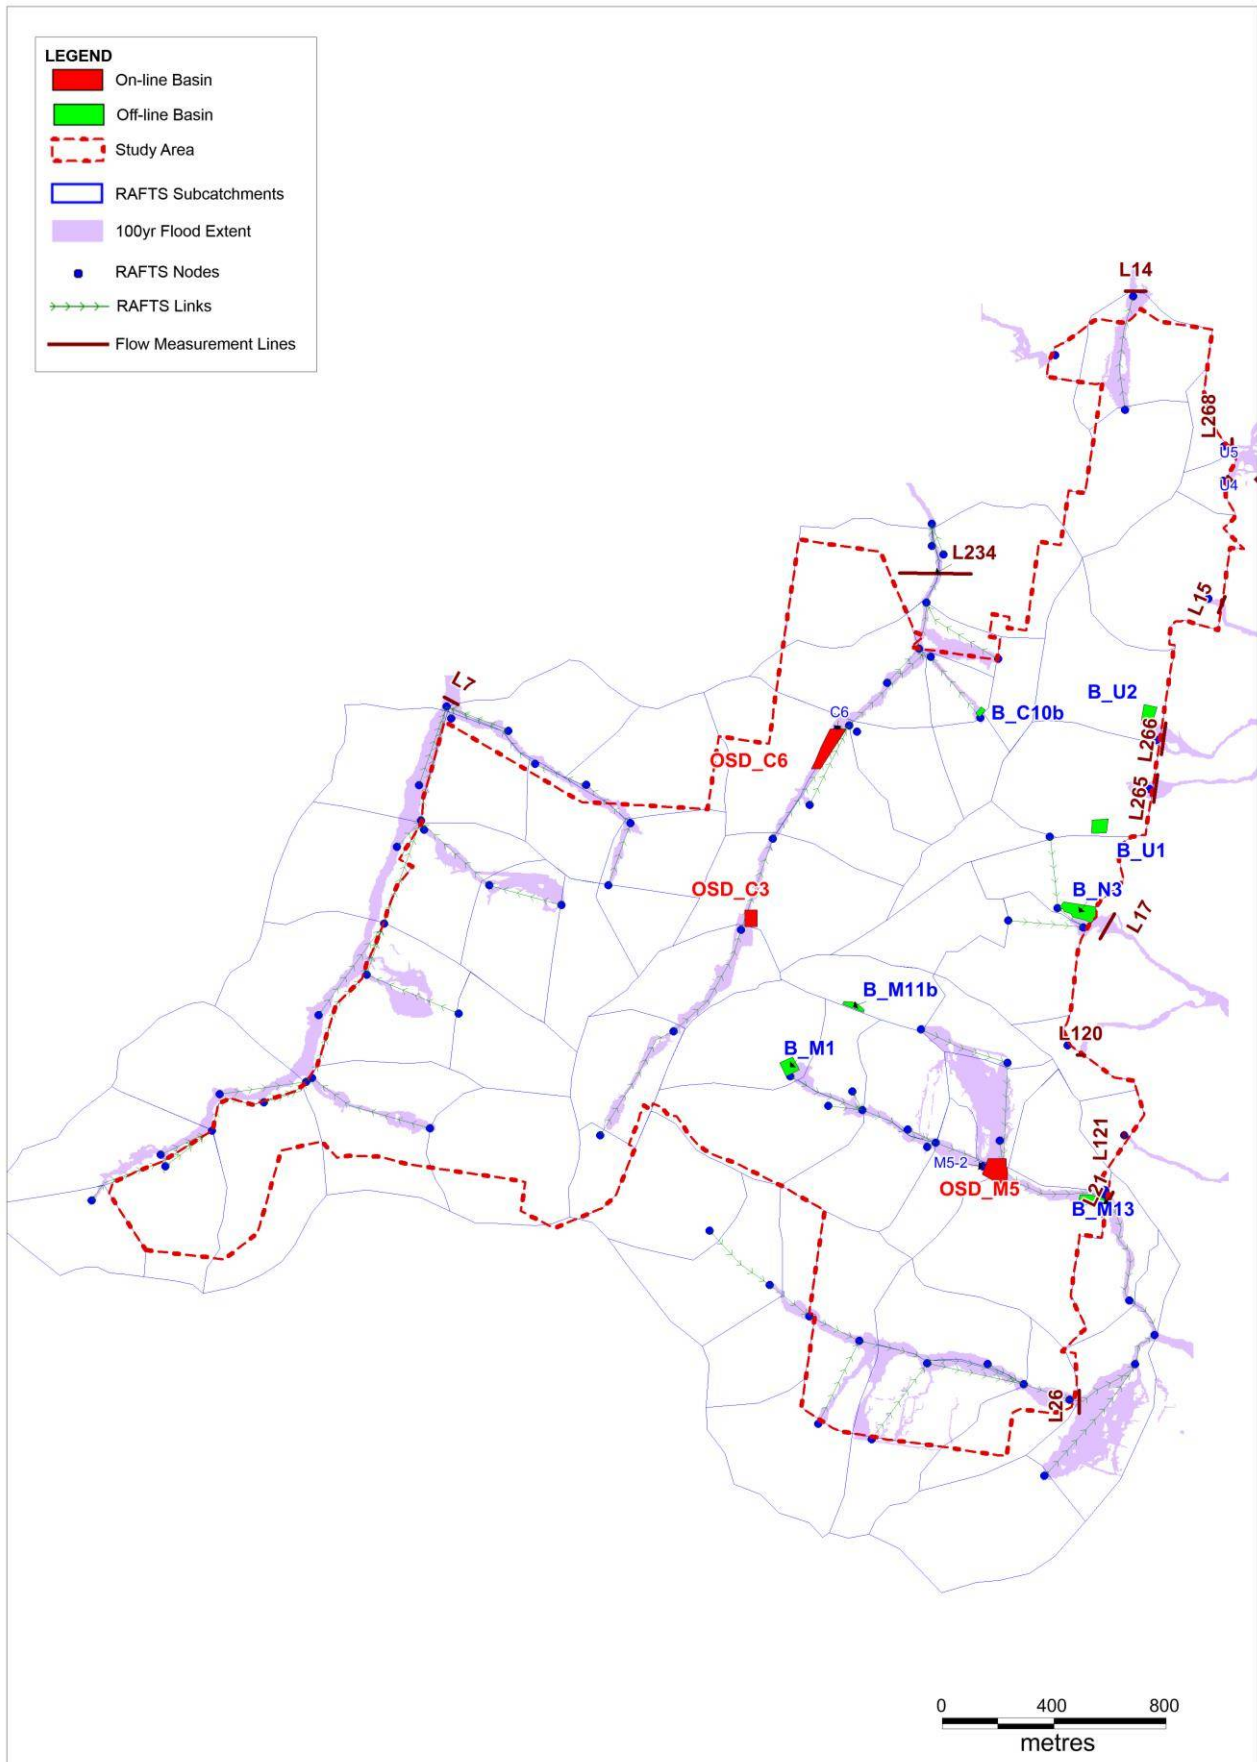 LEGEND
On-line Basin
Off-line Basin
Study Area
RAFTS Subcatchments
100yr Flood Extent
RAFTS Nodes
RAFTS Links
Flow Measurement Lines
L14
L268
U5
U4
L234
L15
L7
B_U2
C6
B_C10b
L266
OSD_C6
L265
B_U1
OSD_C3
B_N3
L17
B_M11b
L120
B_M1
L121
M5-2
OSD_M5
L21
B_M13
L26
0 400 800
metres